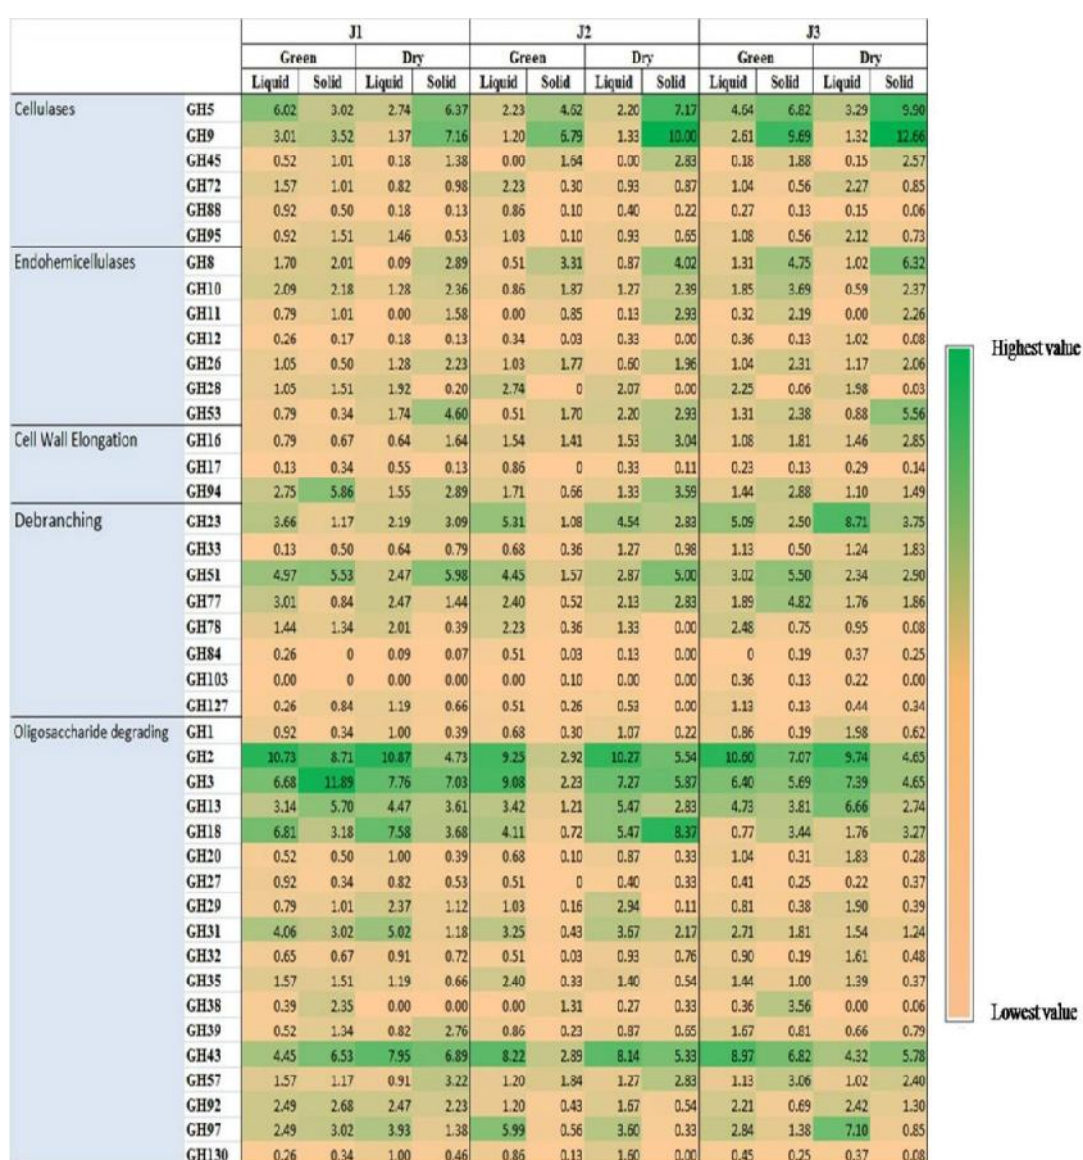 J1 J2 J3
Green Dry Green Dry Green Dry
Liquid Solid Liquid Solid Liquid Solid Liquid Solid Liquid Solid Liquid Solid
Cellulases GH5 6.02 3.02 2.74 6.37 2.23 4.62 2.20 7.17 4.64 6.82 3.29 9.90
GH9 3.01 3.52 1.37 7.16 1.20 6.79 1.33 10.00 2.61 9.69 1.32 12.66
GH45 0.52 1.01 0.18 1.38 0.00 1.64 0.00 2.83 0.18 1.88 0.15 2.57
GH72 1.57 1.01 0.82 0.98 2.23 0.30 0.93 0.87 1.04 0.56 2.27 0.85
GH88 0.92 0.50 0.18 0.13 0.86 0.10 0.40 0.22 0.27 0.13 0.15 0.06
GH95 0.92 1.51 1.46 0.53 1.03 0.10 0.93 0.65 1.08 0.56 2.12 0.73
Endohemicellulases GH8 1.70 2.01 0.09 2.89 0.51 3.31 0.87 4.02 1.31 4.75 1.02 6.32
GH10 2.09 2.18 1.28 2.36 0.86 1.87 1.27 2.39 1.85 3.69 0.59 2.37
GH11 0.79 1.01 0.00 1.58 0.00 0.85 0.13 2.93 0.32 2.19 0.00 2.26
GH12 0.26 0.17 0.18 0.13 0.34 0.03 0.33 0.00 0.36 0.13 1.02 0.08
GH26 1.05 0.50 1.28 2.23 1.03 1.77 0.60 1.96 1.04 2.31 1.17 2.06
GH28 1.05 1.51 1.92 0.20 2.74 0 2.07 0.00 2.25 0.06 1.98 0.03
GH53 0.79 0.34 1.74 4.60 0.51 1.70 2.20 2.93 1.31 2.38 0.88 5.56
Cell Wall Elongation GH16 0.79 0.67 0.64 1.64 1.54 1.41 1.53 3.04 1.08 1.81 1.46 2.85
GH17 0.13 0.34 0.55 0.13 0.86 0 0.33 0.11 0.23 0.13 0.29 0.14
GH94 2.75 5.86 1.55 2.89 1.71 0.66 1.33 3.59 1.44 2.88 1.10 1.49
Debranching GH23 3.66 1.17 2.19 3.09 5.31 1.08 4.54 2.83 5.09 2.50 8.71 3.75
GH33 0.13 0.50 0.64 0.79 0.68 0.36 1.27 0.98 1.13 0.50 1.24 1.83
GH51 4.97 5.53 2.47 5.98 4.45 1.57 2.87 5.00 3.02 5.50 2.34 2.90
GH77 3.01 0.84 2.47 1.44 2.40 0.52 2.13 2.83 1.89 4.82 1.76 1.86
GH78 1.44 1.34 2.01 0.39 2.23 0.36 1.33 0.00 2.48 0.75 0.95 0.08
GH84 0.26 0 0.09 0.07 0.51 0.03 0.13 0.00 0 0.19 0.37 0.25
GH103 0.00 0 0.00 0.00 0.00 0.10 0.00 0.00 0.36 0.13 0.22 0.00
GH127 0.26 0.84 1.19 0.66 0.51 0.26 0.53 0.00 1.13 0.13 0.44 0.34
Oligosaccharide degrading GH1 0.92 0.34 1.00 0.39 0.68 0.30 1.07 0.22 0.86 0.19 1.98 0.62
GH2 10.73 8.71 10.87 4.73 9.25 2.92 10.27 5.54 10.60 7.07 9.74 4.65
GH3 6.68 11.89 7.76 7.03 9.08 2.23 7.27 5.87 6.40 5.69 7.39 4.65
GH13 3.14 5.70 4.47 3.61 3.42 1.21 5.47 2.83 4.73 3.81 6.66 2.74
GH18 6.81 3.18 7.58 3.68 4.11 0.72 5.47 8.37 0.77 3.44 1.76 3.27
GH20 0.52 0.50 1.00 0.39 0.68 0.10 0.87 0.33 1.04 0.31 1.83 0.28
GH27 0.92 0.34 0.82 0.53 0.51 0 0.40 0.33 0.41 0.25 0.22 0.37
GH29 0.79 1.01 2.37 1.12 1.03 0.16 2.94 0.11 0.81 0.38 1.90 0.39
GH31 4.06 3.02 5.02 1.18 3.25 0.43 3.67 2.17 2.71 1.81 1.54 1.24
GH32 0.65 0.67 0.91 0.72 0.51 0.03 0.93 0.76 0.90 0.19 1.61 0.48
GH35 1.57 1.51 1.19 0.66 2.40 0.33 1.40 0.54 1.44 1.00 1.39 0.37
GH38 0.39 2.35 0.00 0.00 0.00 1.31 0.27 0.33 0.36 3.56 0.00 0.06
GH39 0.52 1.34 0.82 2.76 0.86 0.23 0.87 0.65 1.67 0.81 0.66 0.79
GH43 4.45 6.53 7.95 6.89 8.22 2.89 8.14 5.33 8.97 6.82 4.32 5.78
GH57 1.57 1.17 0.91 3.22 1.20 1.84 1.27 2.83 1.13 3.06 1.02 2.40
GH92 2.49 2.68 2.47 2.23 1.20 0.43 1.67 0.54 2.21 0.69 2.42 1.30
GH97 2.49 3.02 3.93 1.38 5.99 0.56 3.60 0.33 2.84 1.38 7.10 0.85
GH130 0.26 0.34 1.00 0.46 0.86 0.13 1.60 0.00 0.45 0.25 0.37 0.08
Highest value
Lowest value